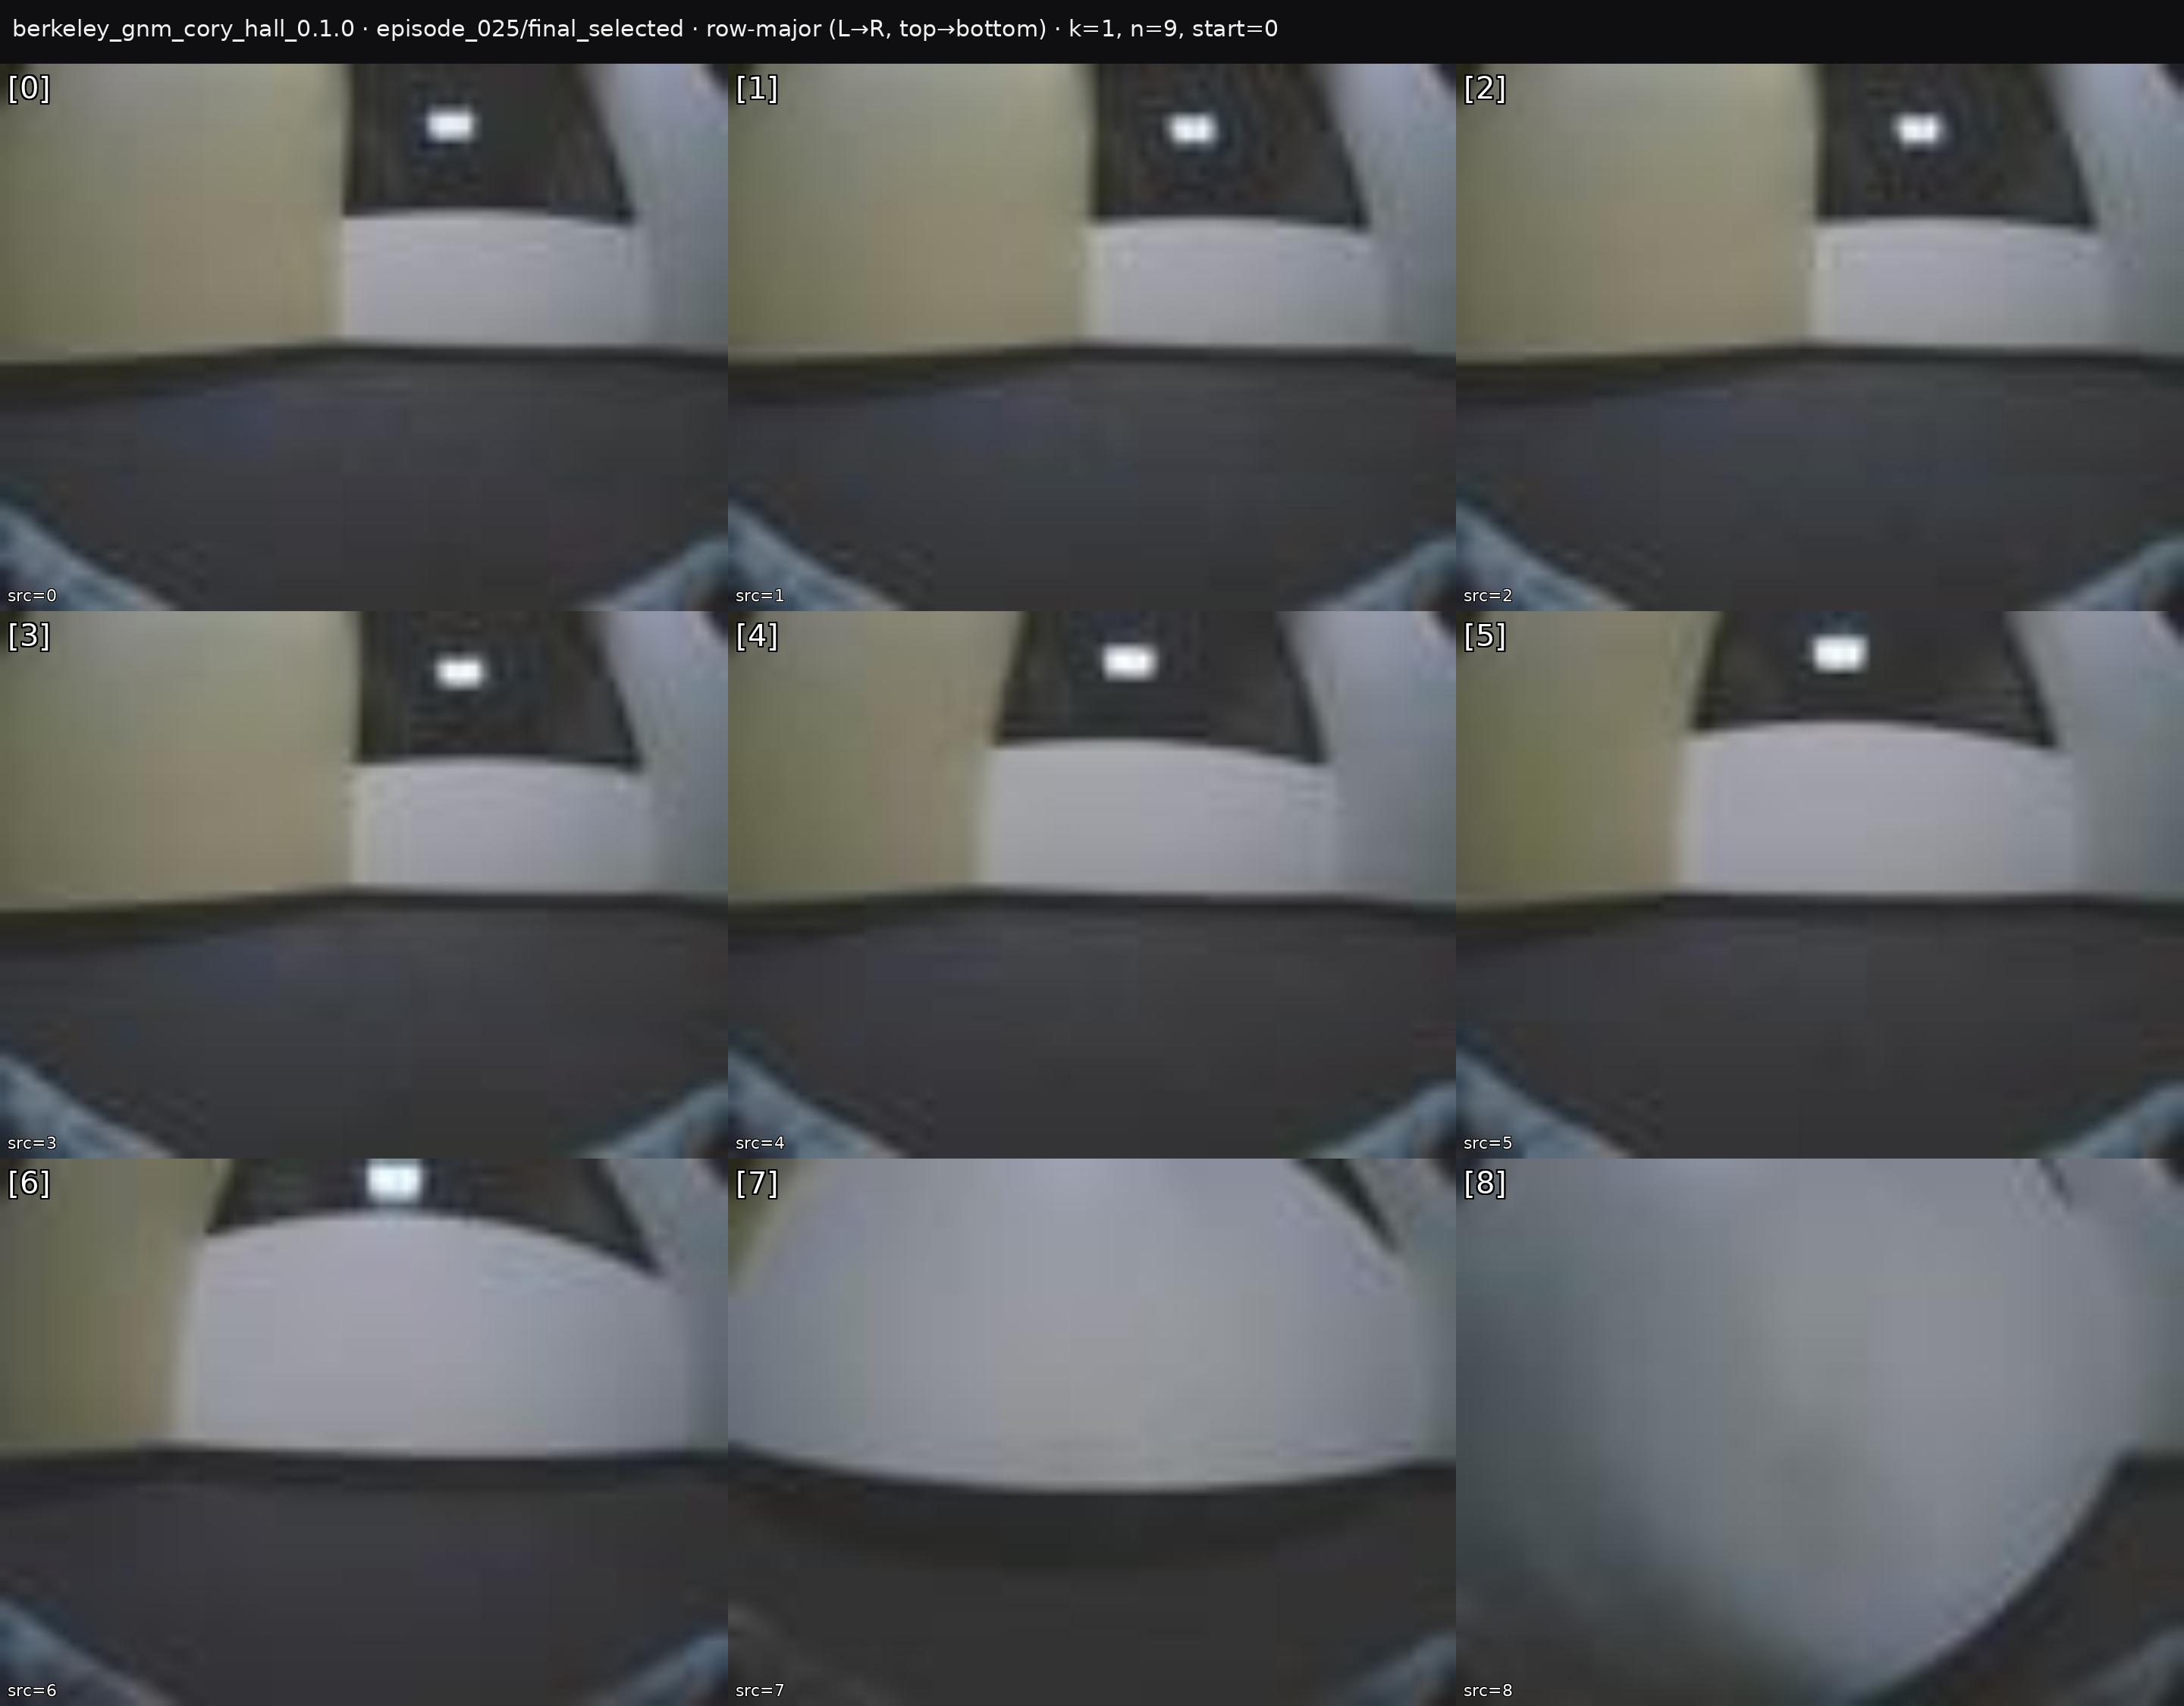 berkeley_gnm_cory_hall_0.1.0 · episode_025/final_selected · row-major (L→R, top→bottom) · k=1, n=9, start=0
[0]
[1]
[2]
src=0
src=1
src=2
[3]
[4]
[5]
src=3
src=4
src=5
[6]
[7]
[8]
src=6
src=7
src=8